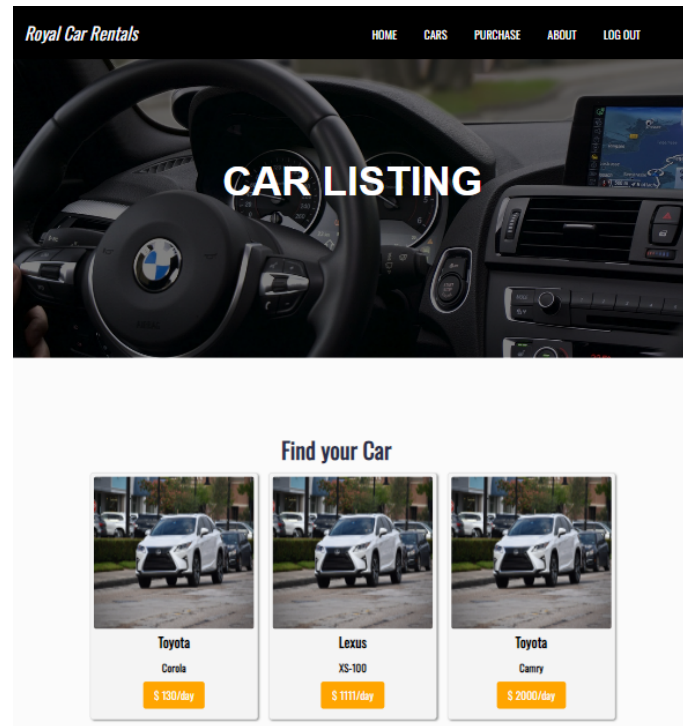 Royal Car Rentals HOME CARS PURCHASE ABOUT LOG OUT
CAR LISTING
Find your Car
Toyota Lexus Toyota
Corola XS-100 Camry
$ 130/day $ 1111/day $ 2000/day